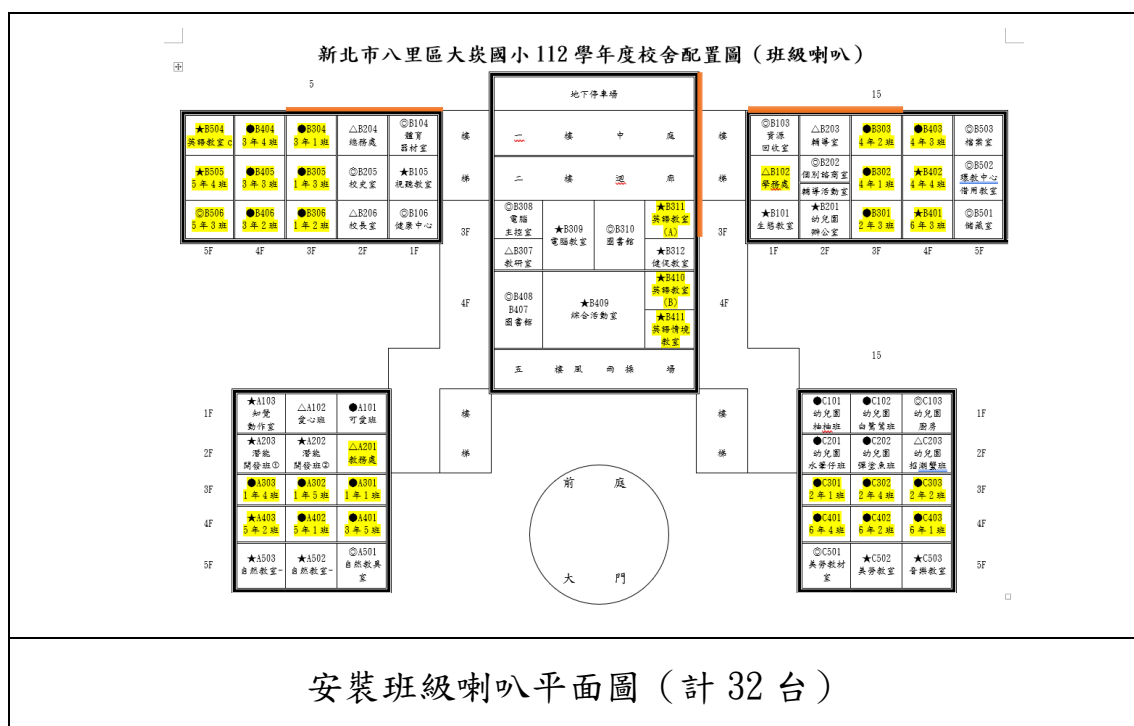 新北市八里區大崁國小 112 學年度校舍配置圖（班級喇叭）
5
15
地下停車場
一 樓 中 庭
二 樓 迴 廊
樓
梯
樓
梯
★B504
英語教室 c
●B404
3 年 4 班
●B304
3 年 1 班
△B204
總務處
◎B104
體育
器材室
★B505
5 年 4 班
●B405
3 年 3 班
●B305
1 年 3 班
◎B205
校史室
★B105
視聽教室
◎B506
5 年 3 班
●B406
3 年 2 班
●B306
1 年 2 班
△B206
校長室
◎B106
健康中心
5F 4F 3F 2F 1F
3F
◎B308
電腦
主控室
△B307
教研室
★B309
電腦教室
◎B310
圖書館
★B311
英語教室
(A)
★B312
健促教室
3F
4F
◎B408
B407
圖書館
★B409
綜合活動室
★B410
英語教室
(B)
★B411
英語情境
教室
4F
五 樓 風 雨 操 場
◎B103
資源
回收室
△B203
輔導室
●B303
4 年 2 班
●B403
4 年 3 班
◎B503
檔案室
△B102
學務處
◎B202
個別諮商室
輔導活動室
●B302
4 年 1 班
★B402
4 年 4 班
◎B502
環教中心
借用教室
★B101
生態教室
★B201
幼兒園
辦公室
●B301
2 年 3 班
★B401
6 年 3 班
◎B501
儲藏室
1F 2F 3F 4F 5F
15
1F
★A103
知覺
動作室
△A102
愛心班
●A101
可愛班
2F
★A203
潛能
開發班①
★A202
潛能
開發班②
△A201
教務處
3F
●A303
1 年 4 班
●A302
1 年 5 班
●A301
1 年 1 班
4F
★A403
5 年 2 班
●A402
5 年 1 班
●A401
3 年 5 班
5F
★A503
自然教室-
★A502
自然教室-
◎A501
自然教具
室
樓
梯
樓
梯
前 庭
大 門
●C101
幼兒園
柚柚班
●C102
幼兒園
白鷺鷥班
◎C103
幼兒園
廚房
1F
●C201
幼兒園
水筆仔班
●C202
幼兒園
彈塗魚班
△C203
幼兒園
招潮蟹班
2F
●C301
2 年 1 班
●C302
2 年 4 班
●C303
2 年 2 班
3F
●C401
6 年 4 班
●C402
6 年 2 班
●C403
6 年 1 班
4F
◎C501
美勞教材
室
★C502
美勞教室
★C503
音樂教室
5F
安裝班級喇叭平面圖（計 32 台）